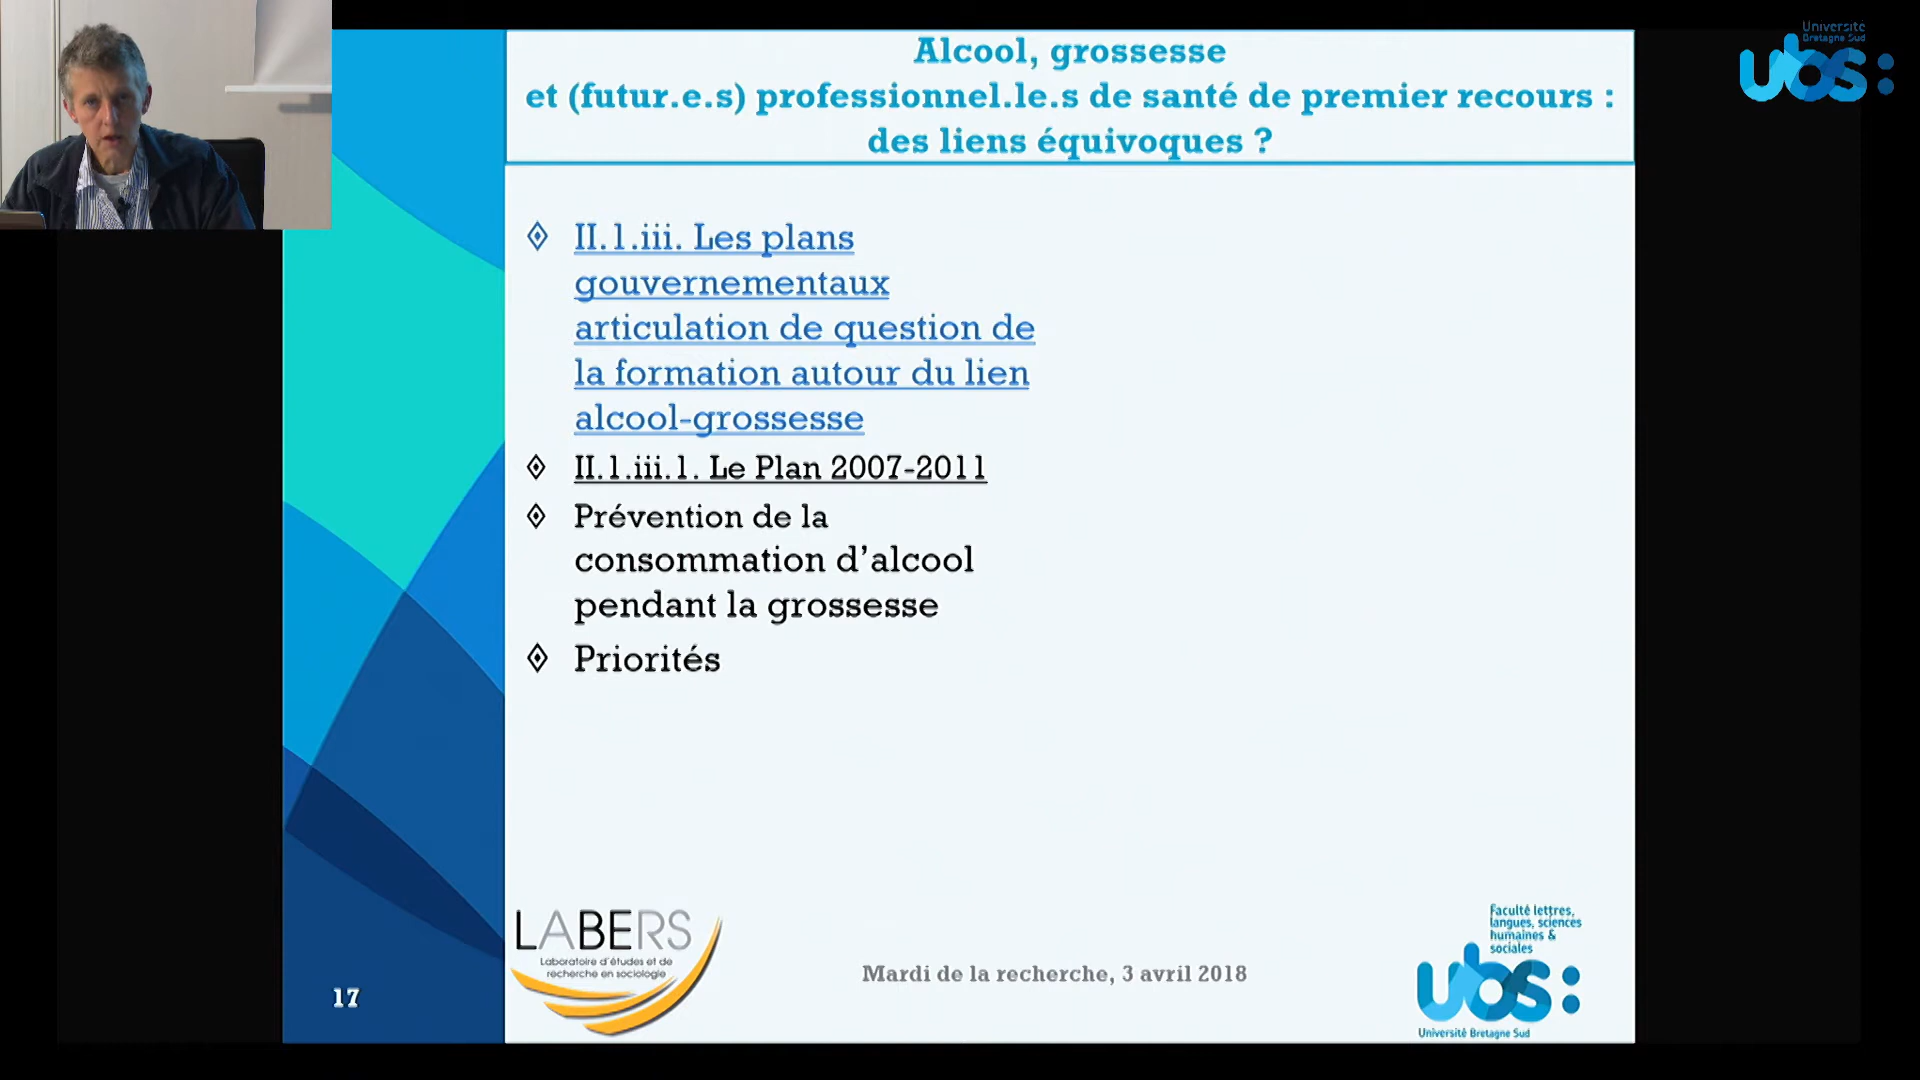 Université
Bretagne Sud
ubs:
Alcool, grossesse
et (futur.e.s) professionnel.le.s de santé de premier recours :
des liens équivoques ?
II.1.iii. Les plans
gouvernementaux
articulation de question de
la formation autour du lien
alcool-grossesse
II.1.iii.1. Le Plan 2007-2011
Prévention de la
consommation d’alcool
pendant la grossesse
Priorités
LABERS
Laboratoire d'études et de
recherche en sociologie
17
Mardi de la recherche, 3 avril 2018
Faculté lettres,
langues, sciences
humaines &
sociales
ubs:
Université Bretagne Sud